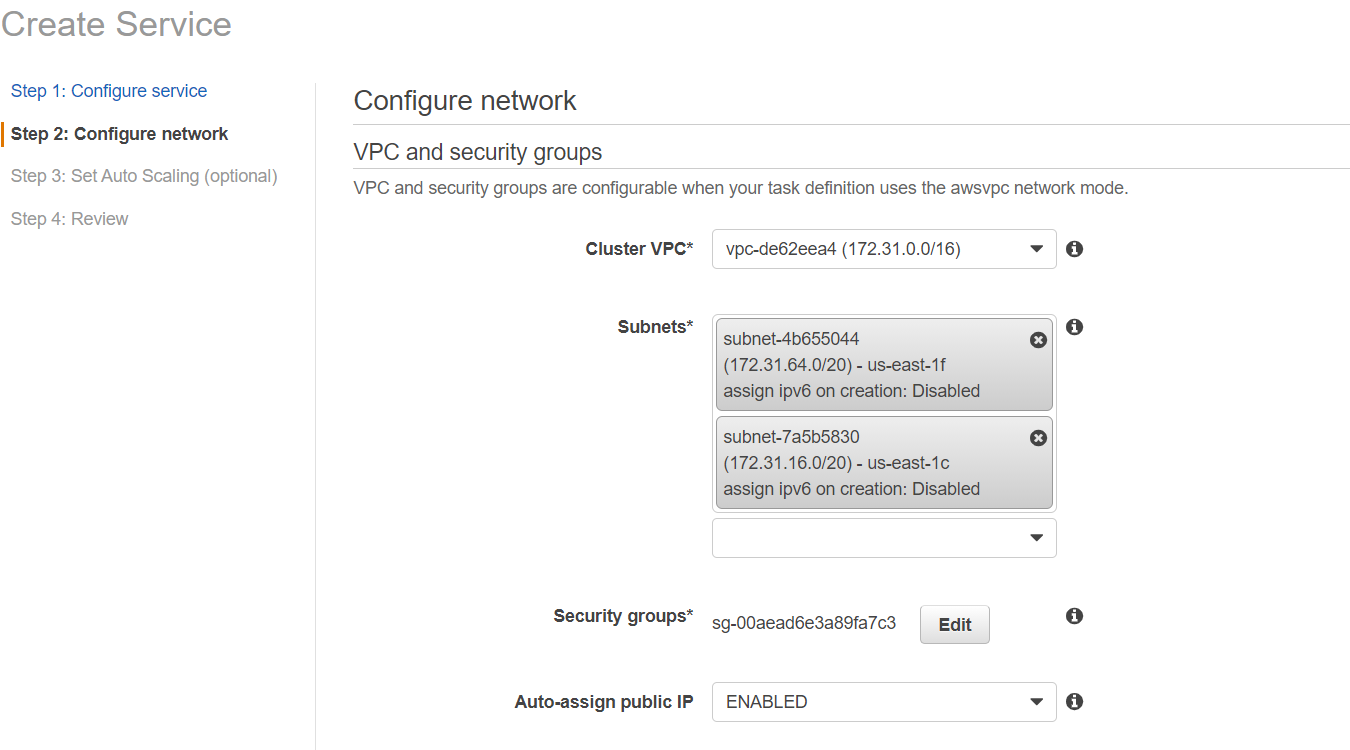 Create Service
Step 1: Configure service
Step 2: Configure network
Step 3: Set Auto Scaling (optional)
Step 4: Review
Configure network
VPC and security groups
VPC and security groups are configurable when your task definition uses the awsvpc network mode.
Cluster VPC*
vpc-de62eea4 (172.31.0.0/16)
Subnets*
subnet-4b655044
(172.31.64.0/20) - us-east-1f
assign ipv6 on creation: Disabled
subnet-7a5b5830
(172.31.16.0/20) - us-east-1c
assign ipv6 on creation: Disabled
Security groups*
sg-00aead6e3a89fa7c3
Edit
Auto-assign public IP
ENABLED